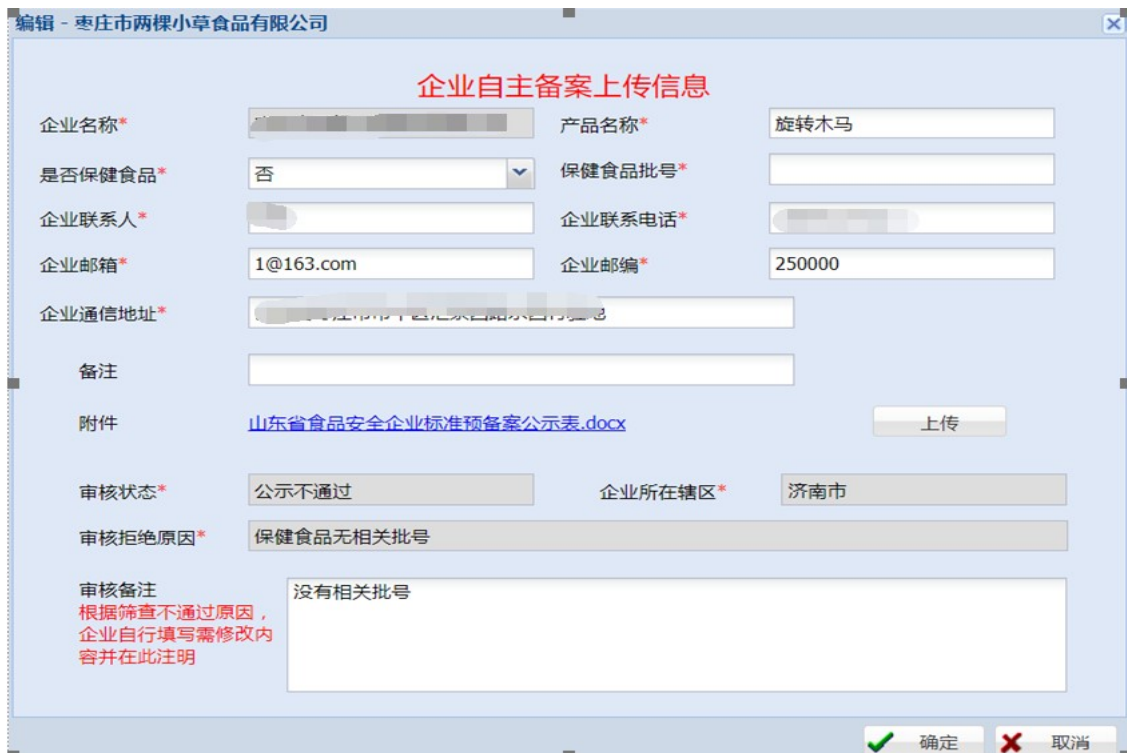 编辑 - 枣庄市两棵小草食品有限公司
企业自主备案上传信息
企业名称* 产品名称* 旋转木马
是否保健食品* 否 保健食品批号*
企业联系人* 企业联系电话*
企业邮箱* 1@163.com 企业邮编* 250000
企业通信地址*
备注
附件 山东省食品安全企业标准预备案公示表.docx 上传
审核状态* 公示不通过 企业所在辖区* 济南市
审核拒绝原因* 保健食品无相关批号
审核备注 没有相关批号
根据筛查不通过原因,
企业自行填写需修改内
容并在此注明
确定 取消